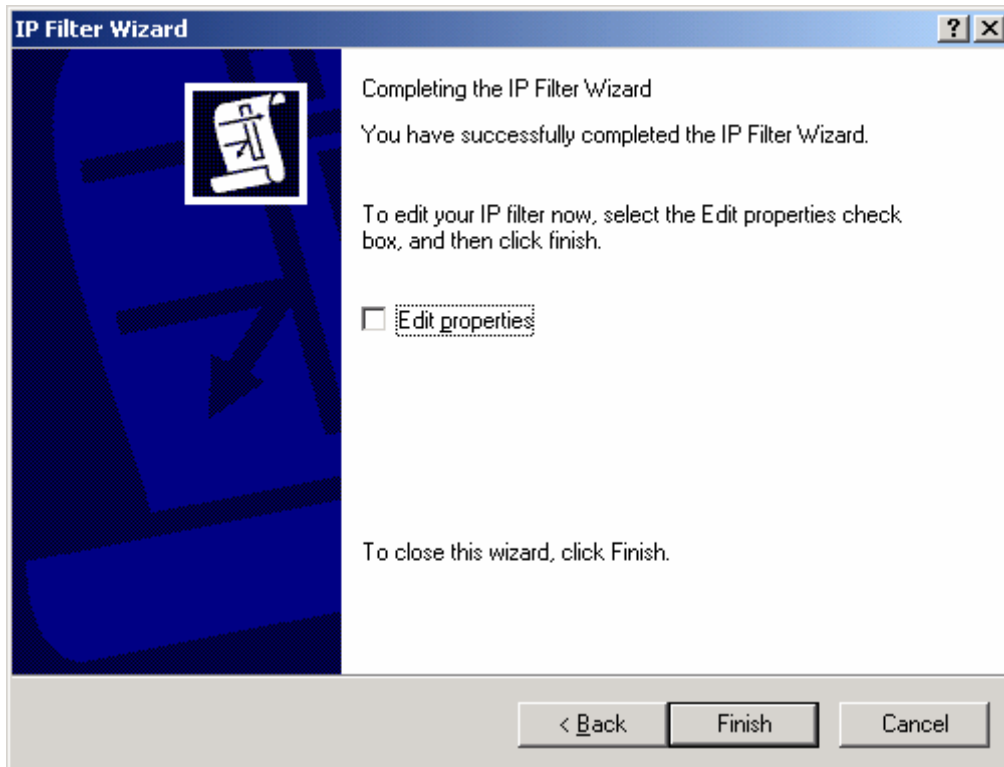 IP Filter Wizard
Completing the IP Filter Wizard
You have successfully completed the IP Filter Wizard.
To edit your IP filter now, select the Edit properties check
box, and then click finish.
Edit properties
To close this wizard, click Finish.
< Back
Finish
Cancel